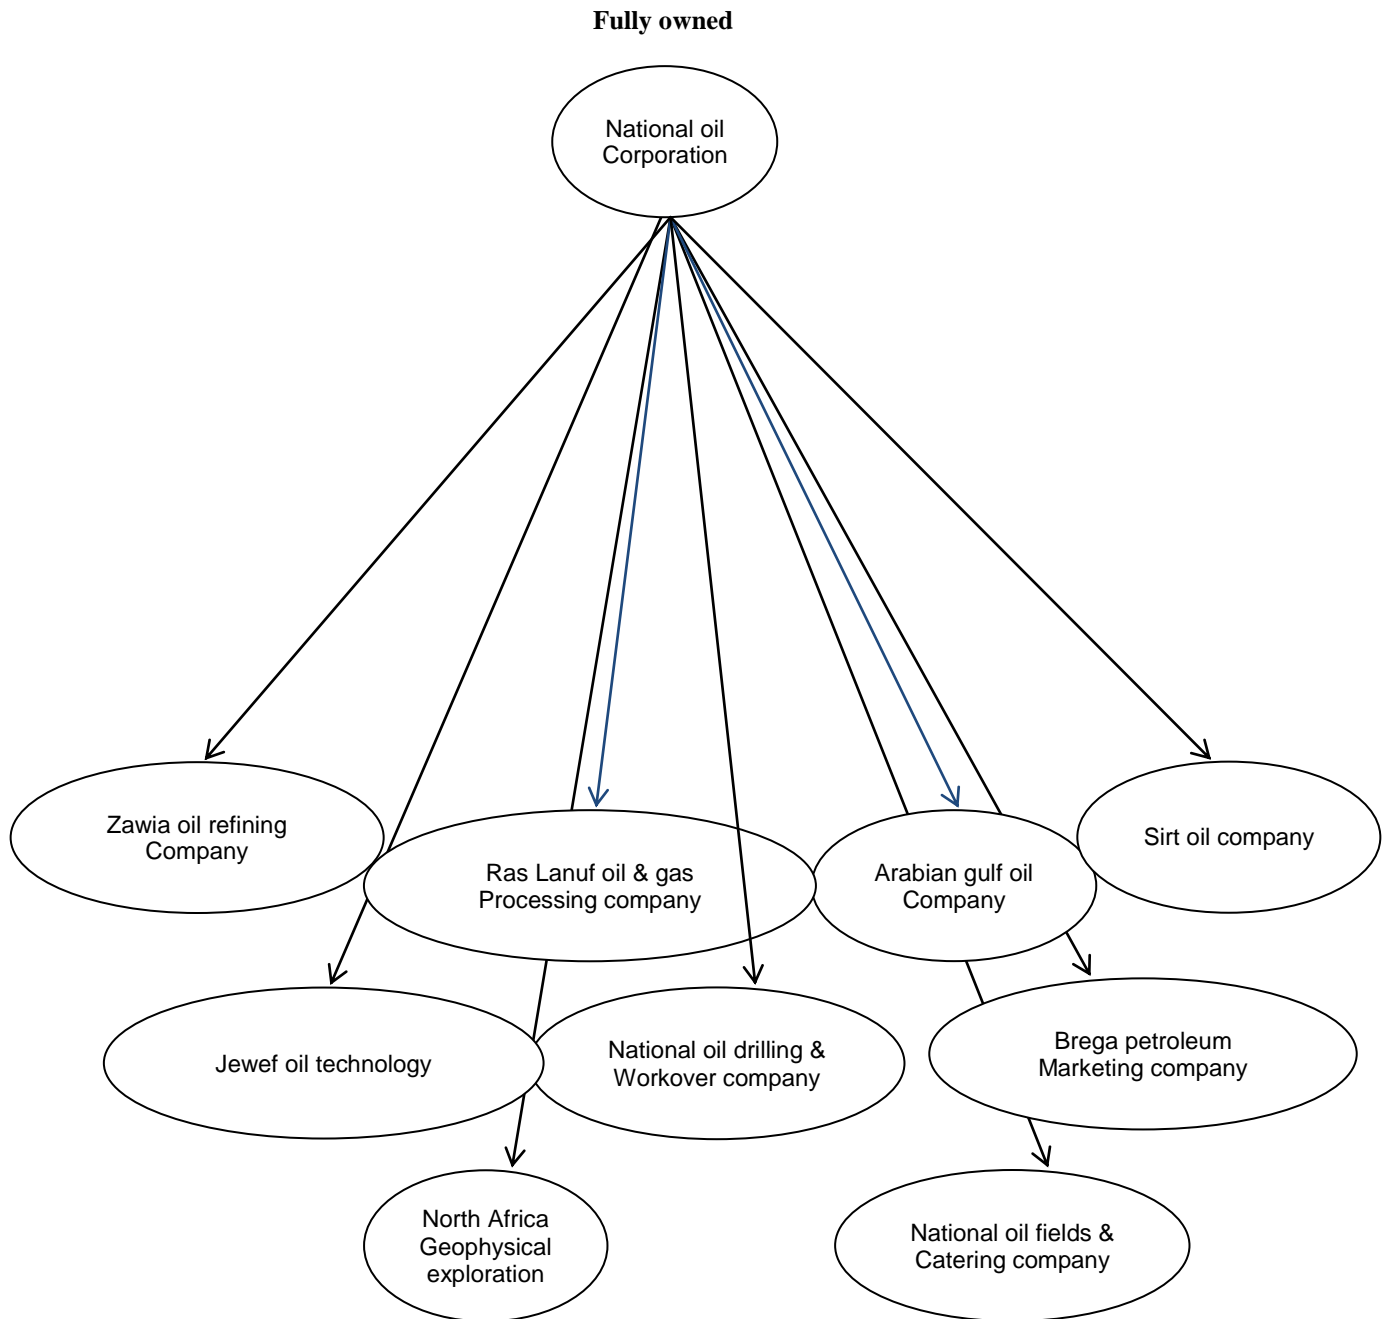 Fully owned
National oil
Corporation
Zawia oil refining
Company
Ras Lanuf oil & gas
Processing company
Arabian gulf oil
Company
Sirt oil company
Jewef oil technology
National oil drilling &
Workover company
Brega petroleum
Marketing company
North Africa
Geophysical
exploration
National oil fields &
Catering company